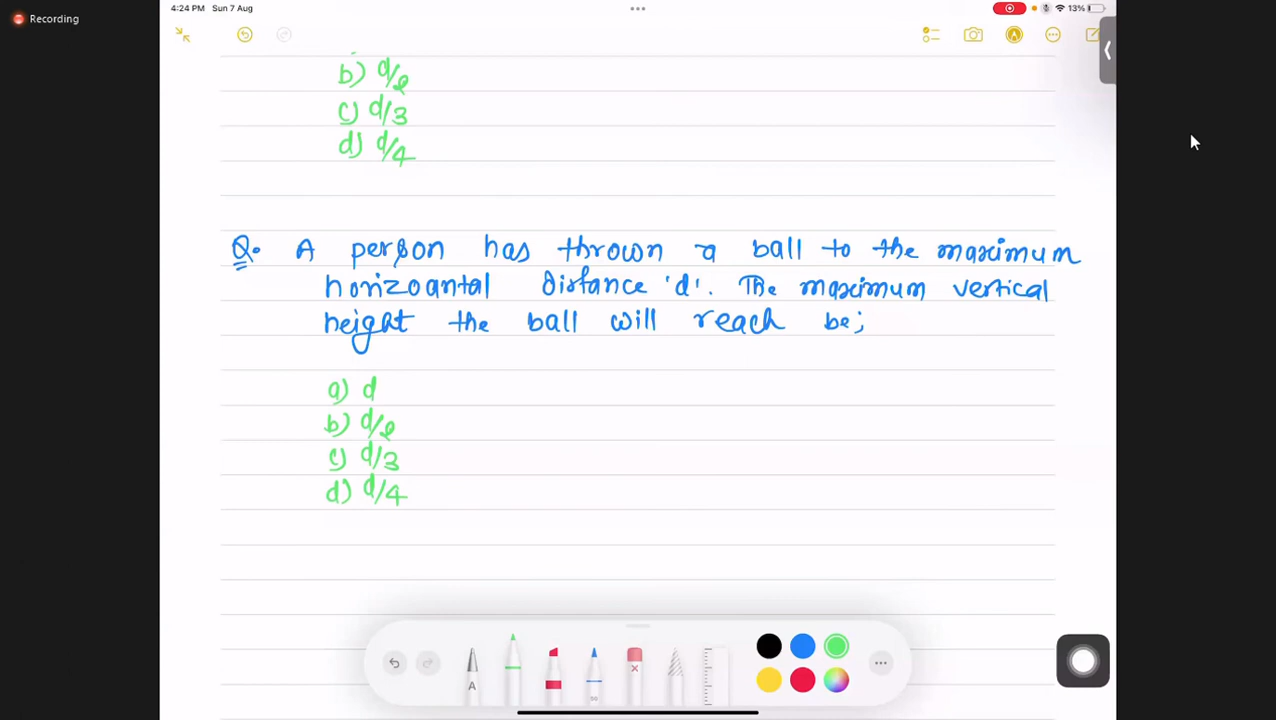 4:24 PM Sun 7 Aug
13%
Recording
b) d/2
c) d/3
d) d/4
Q. A person has thrown a ball to the maximum
horizoantal distance 'd'. The maximum vertical
height the ball will reach be;
a) d
b) d/2
c) d/3
d) d/4
A
50